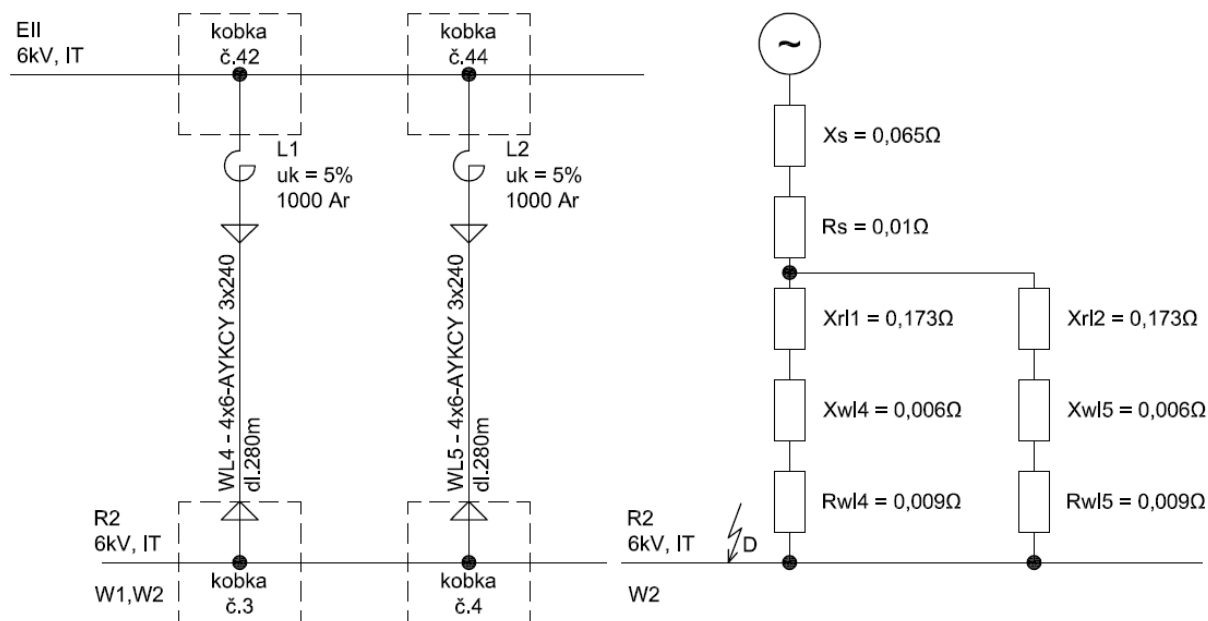 EII
6kV, IT
kobka
č.42
kobka
č.44
L1
uk = 5%
1000 Ar
L2
uk = 5%
1000 Ar
WL4 - 4x6-AYKCY 3x240
dl.280m
WL5 - 4x6-AYKCY 3x240
dl.280m
R2
6kV, IT
W1,W2
kobka
č.3
kobka
č.4
~
Xs = 0,065Ω
Rs = 0,01Ω
Xrl1 = 0,173Ω
Xrl2 = 0,173Ω
Xwl4 = 0,006Ω
Xwl5 = 0,006Ω
Rwl4 = 0,009Ω
Rwl5 = 0,009Ω
R2
6kV, IT
D
W2